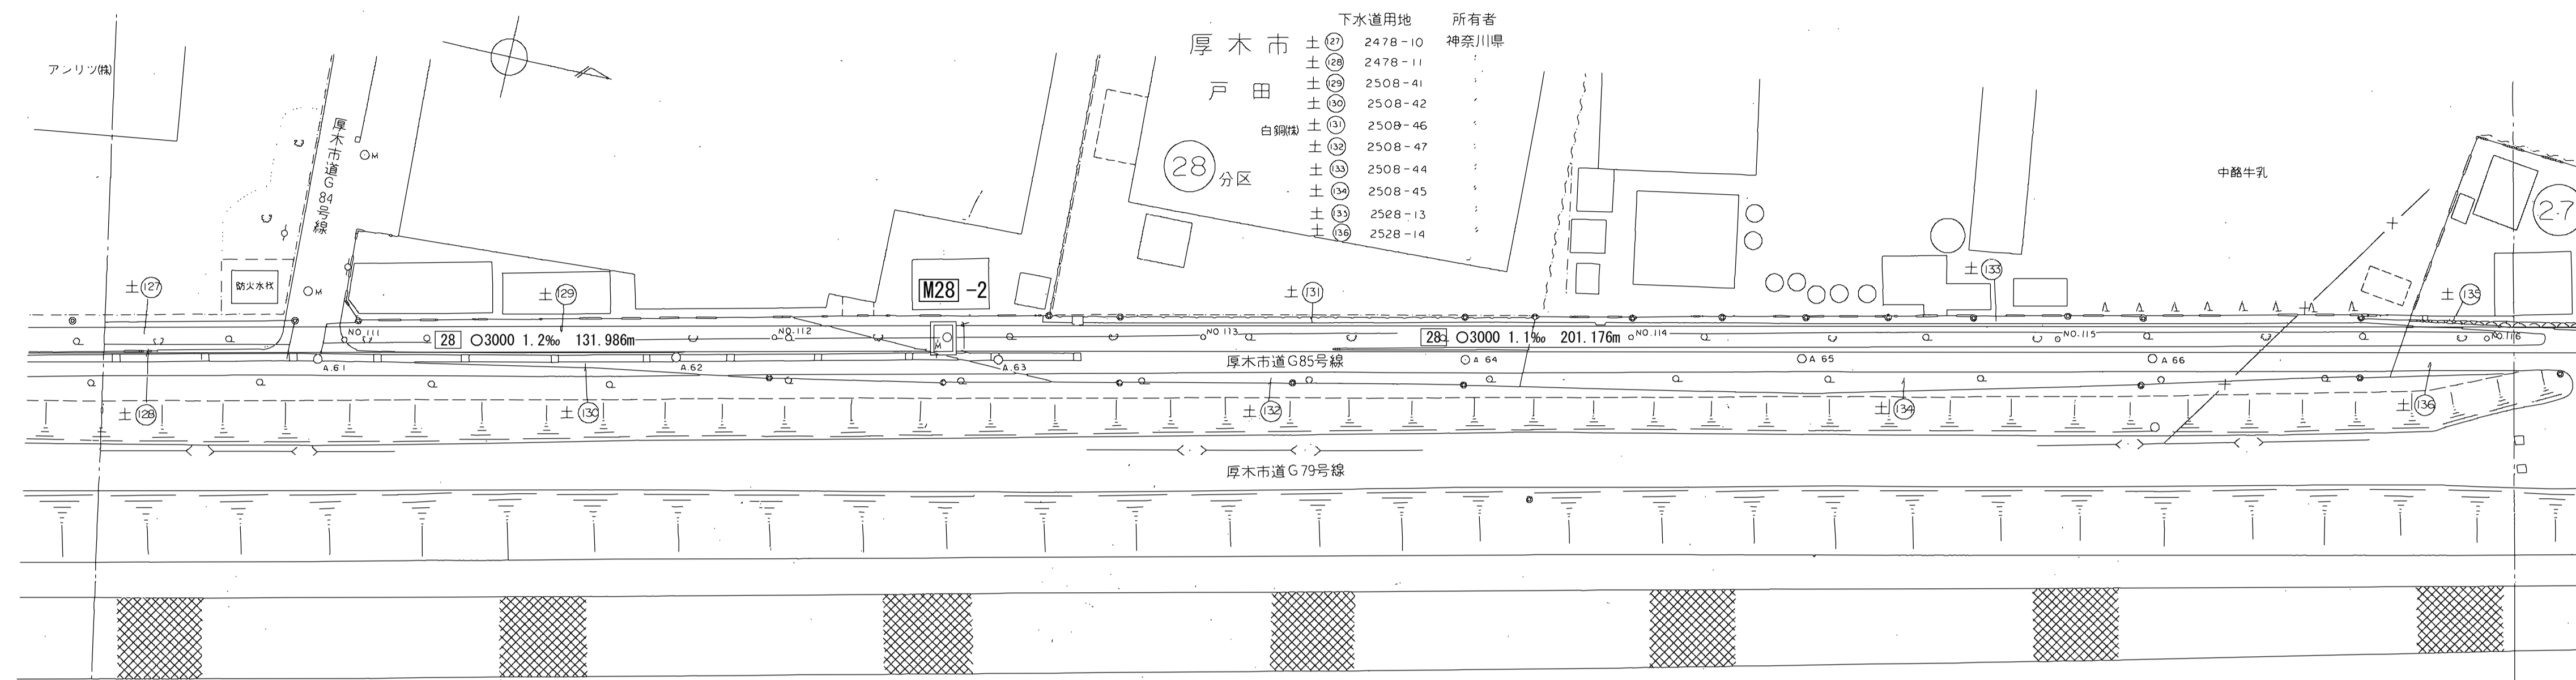 下水道用地 所有者
厚木市 土 127 2478-10 神奈川県
土 128 2478-11 〃
戸田 土 129 2508-41 〃
土 130 2508-42 〃
白銅㈱ 土 131 2508-46 〃
土 132 2508-47 〃
28 分区 土 133 2508-44 〃
土 134 2508-45 〃
土 135 2528-13 〃
土 136 2528-14 〃
アンリツ㈱
厚木市道G84号線
M
中酪牛乳
27
土 127
防火水槽
M
土 129
M28 -2
土 131
土 133
土 135
NO.111
28 ○3000 1.2‰ 131.986m
NO.112
M
NO.113
28 ○3000 1.1‰ 201.176m
NO.114
NO.115
NO.116
A.61
A.62
A.63
厚木市道G85号線
A 64
A 65
A 66
土 128
土 130
土 132
土 134
土 136
厚木市道G79号線